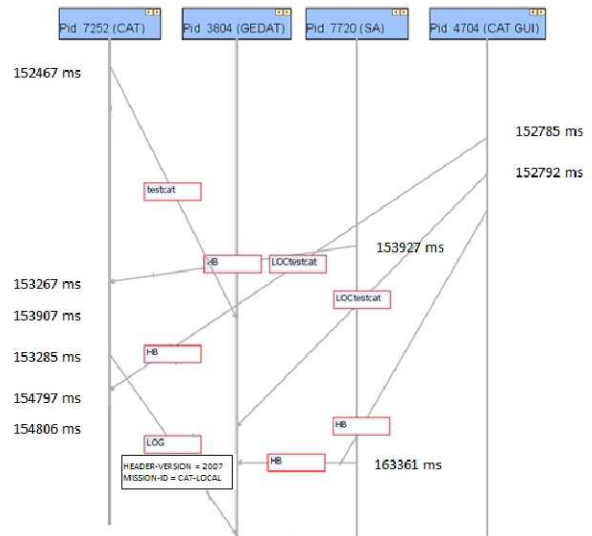 Pid 7252 (CAT)
Pid 3804 (GEDAT)
Pid 7720 (SA)
Pid 4704 (CAT GUI)
152467 ms
152785 ms
152792 ms
testcat
153927 ms
HB
LOCtestcat
153267 ms
LOCtestcat
153907 ms
153285 ms
HB
154797 ms
154806 ms
HB
LOG
HB
163361 ms
HEADER-VERSION = 2007
MISSION-ID = CAT-LOCAL